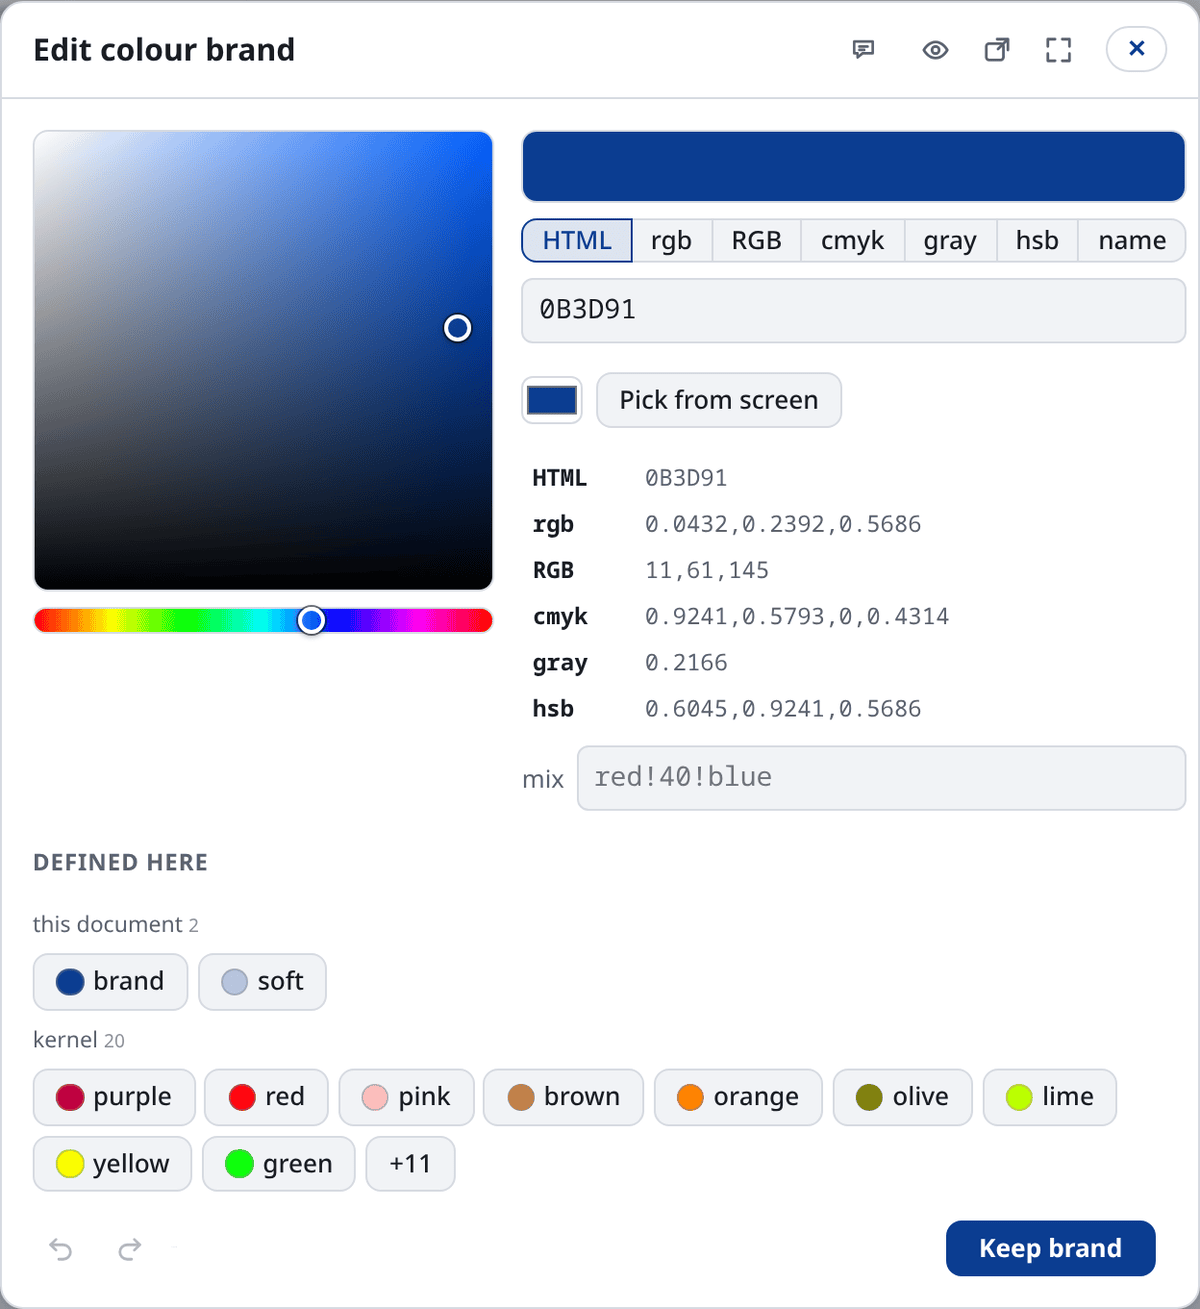 Edit colour brand
HTML rgb RGB cmyk gray hsb name
0B3D91
Pick from screen
HTML 0B3D91
rgb 0.0432,0.2392,0.5686
RGB 11,61,145
cmyk 0.9241,0.5793,0,0.4314
gray 0.2166
hsb 0.6045,0.9241,0.5686
mix red!40!blue
DEFINED HERE
this document 2
brand soft
kernel 20
purple red pink brown orange olive lime
yellow green +11
Keep brand